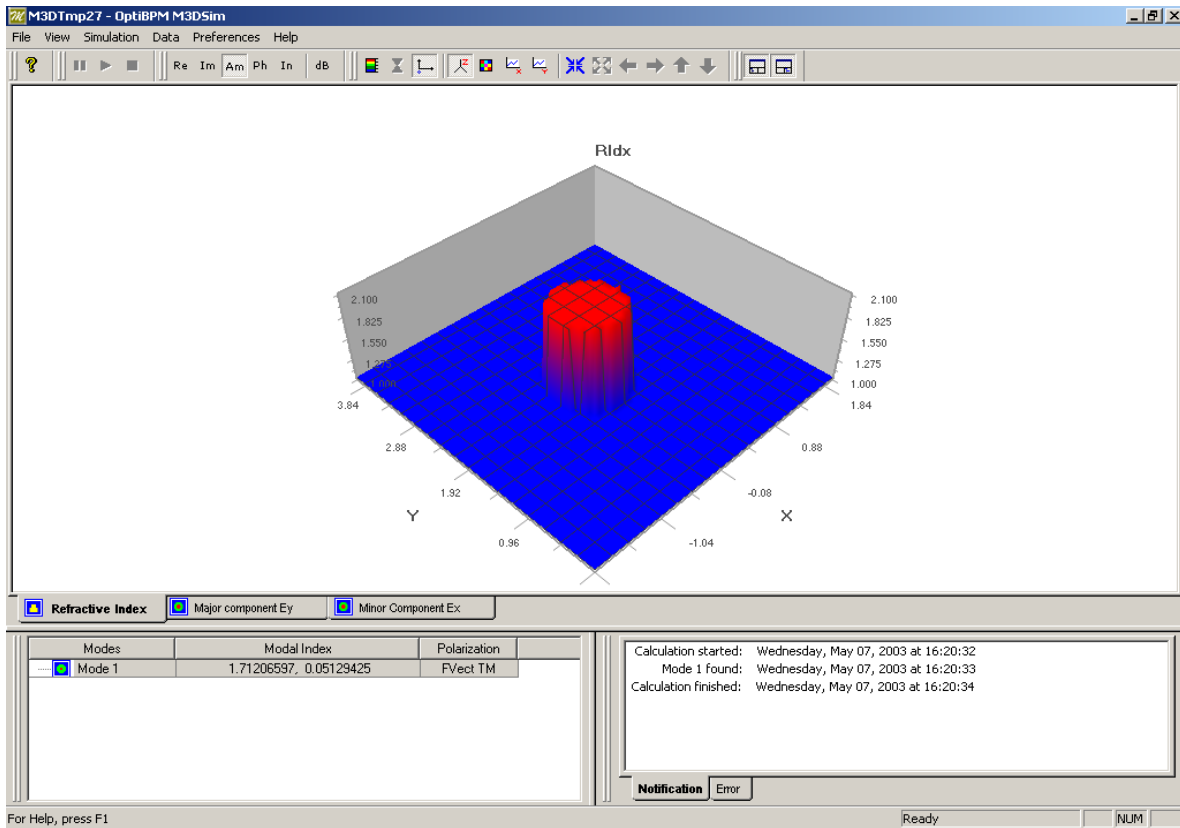 M3DTmp27 - OptiBPM M3DSim
File View Simulation Data Preferences Help
Re Im Am Ph In dB
RIdx
2.100 2.100
1.825 1.825
1.550 1.550
1.275 1.275
1.000 1.000
3.84 1.84
2.88 0.88
1.92 -0.08
Y X
0.96 -1.04
Refractive Index Major component Ey Minor Component Ex
Modes Modal Index Polarization
Mode 1 1.71206597, 0.05129425 FVect TM
Calculation started: Wednesday, May 07, 2003 at 16:20:32
Mode 1 found: Wednesday, May 07, 2003 at 16:20:33
Calculation finished: Wednesday, May 07, 2003 at 16:20:34
Notification Error
For Help, press F1 Ready NUM